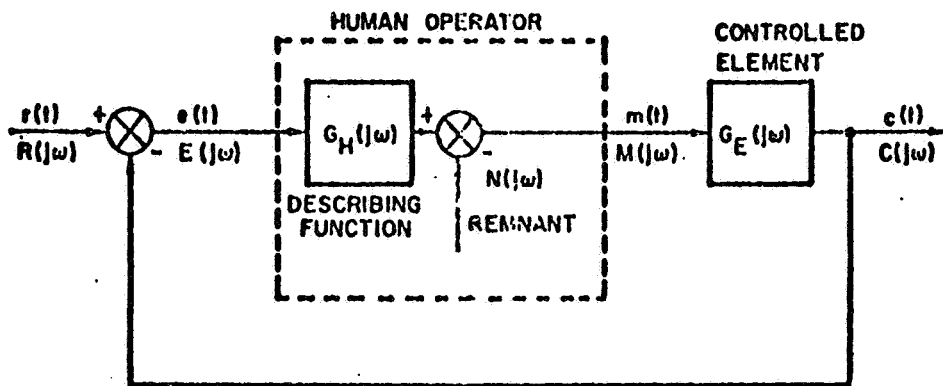 HUMAN OPERATOR
CONTROLLED
ELEMENT
r(t)
+
e(t)
+
m(t)
c(t)
R(jω)
-
E(jω)
G_H(jω)
-
M(jω)
G_E(jω)
C(jω)
N(jω)
DESCRIBING
FUNCTION
REMNANT